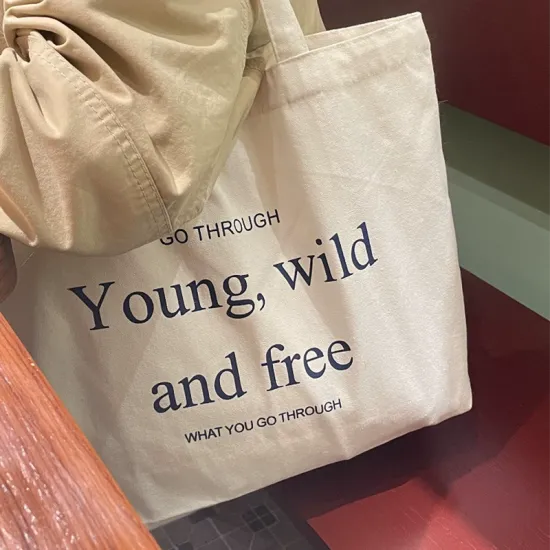 GO THROUGH
Young, wild
and free
WHAT YOU GO THROUGH